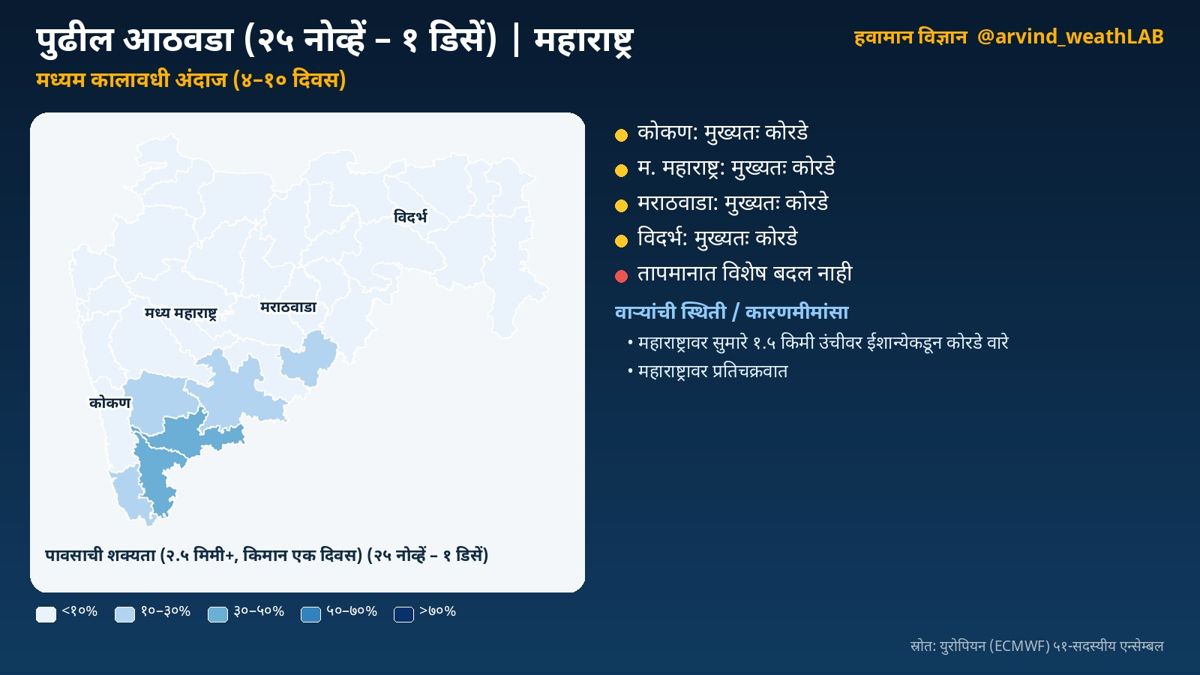 पुढील आठवडा (२५ नोव्हें – १ डिसें) | महाराष्ट्र
हवामान विज्ञान @arvind_weathLAB
मध्यम कालावधी अंदाज (४–१० दिवस)
विदर्भ
मध्य महाराष्ट्र
मराठवाडा
कोकण
पावसाची शक्यता (२.५ मिमी+, किमान एक दिवस) (२५ नोव्हें – १ डिसें)
<१०% १०–३०% ३०–५०% ५०–७०% >७०%
कोकण: मुख्यतः कोरडे
म. महाराष्ट्र: मुख्यतः कोरडे
मराठवाडा: मुख्यतः कोरडे
विदर्भ: मुख्यतः कोरडे
तापमानात विशेष बदल नाही
वाऱ्यांची स्थिती / कारणमीमांसा
• महाराष्ट्रावर सुमारे १.५ किमी उंचीवर ईशान्येकडून कोरडे वारे
• महाराष्ट्रावर प्रतिचक्रवात
स्रोत: युरोपियन (ECMWF) ५१-सदस्यीय एन्सेम्बल